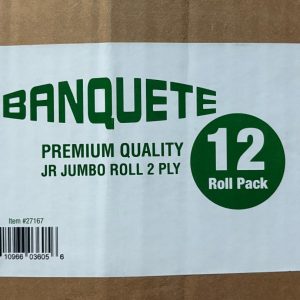 BANQUETE
PREMIUM QUALITY
JR JUMBO ROLL 2 PLY
12
Roll Pack
Item #27167
10966 03605 6